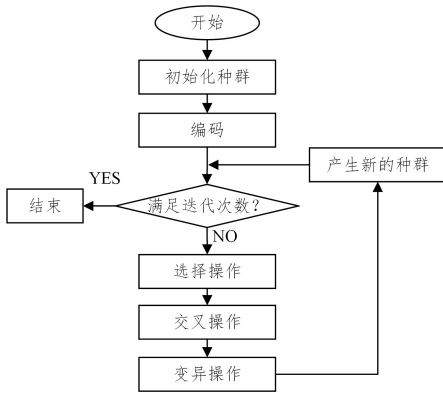 开始
初始化种群
编码
产生新的种群
YES
结束
满足迭代次数?
NO
选择操作
交叉操作
变异操作